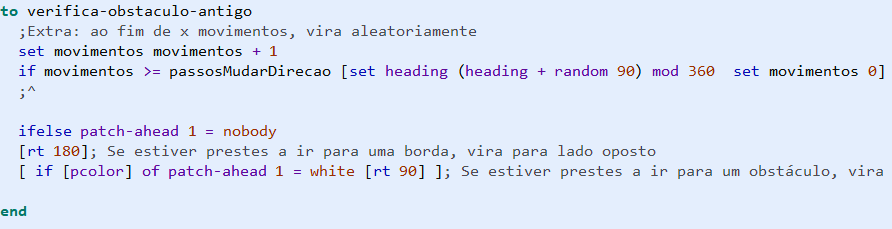 to verifica-obstaculo-antigo
;Extra: ao fim de x movimentos, vira aleatoriamente
set movimentos movimentos + 1
if movimentos >= passosMudarDirecao [set heading (heading + random 90) mod 360  set movimentos 0]
;^
ifelse patch-ahead 1 = nobody
[rt 180]; Se estiver prestes a ir para uma borda, vira para lado oposto
[ if [pcolor] of patch-ahead 1 = white [rt 90] ]; Se estiver prestes a ir para um obstáculo, vira
end